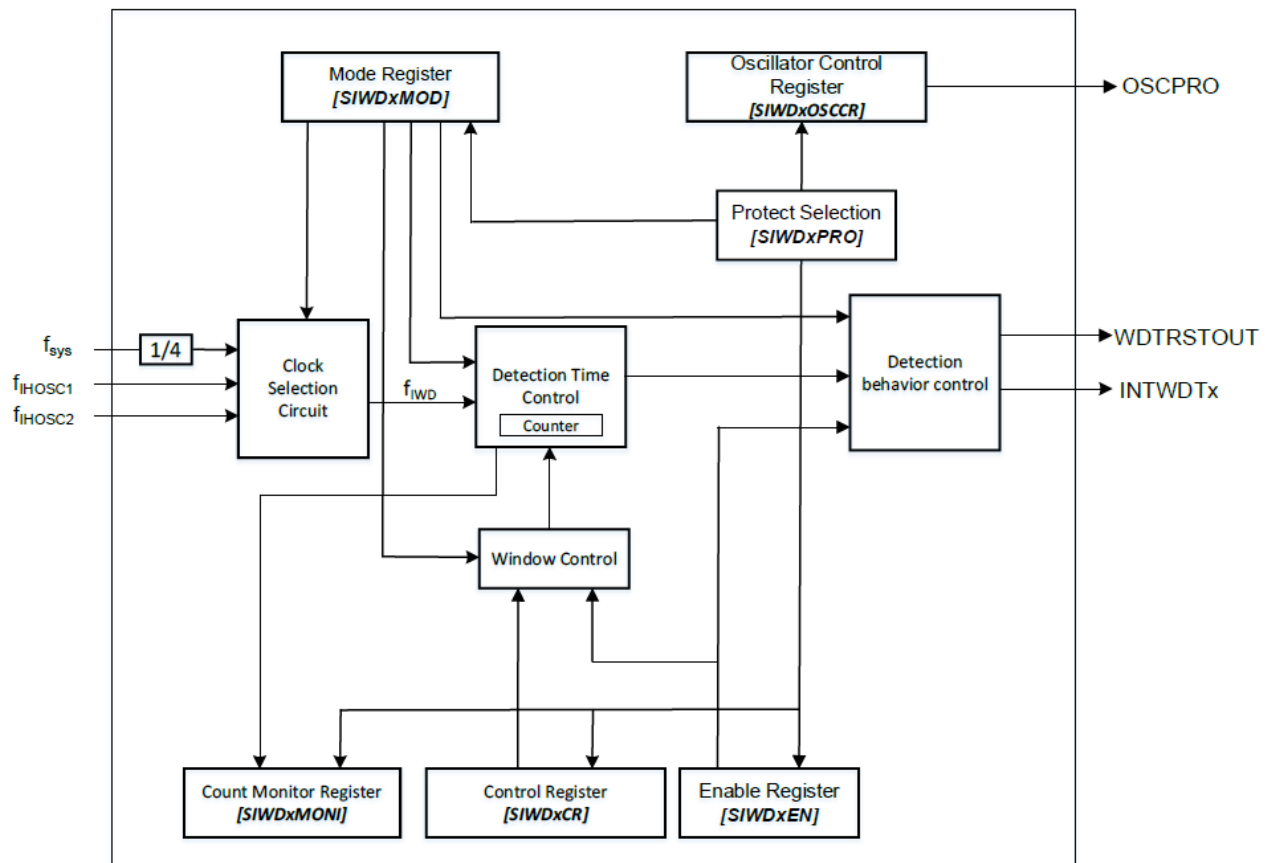 Mode Register
[SIWDxMOD]
Oscillator Control
Register
[SIWDxOSCCR]
OSCPRO
Protect Selection
[SIWDxPRO]
fsys
1/4
fIHOSC1
fIHOSC2
Clock
Selection
Circuit
fIWD
Detection Time
Control
Counter
Detection
behavior control
WDTRSTOUT
INTWDTx
Window Control
Count Monitor Register
[SIWDxMONI]
Control Register
[SIWDxCR]
Enable Register
[SIWDxEN]